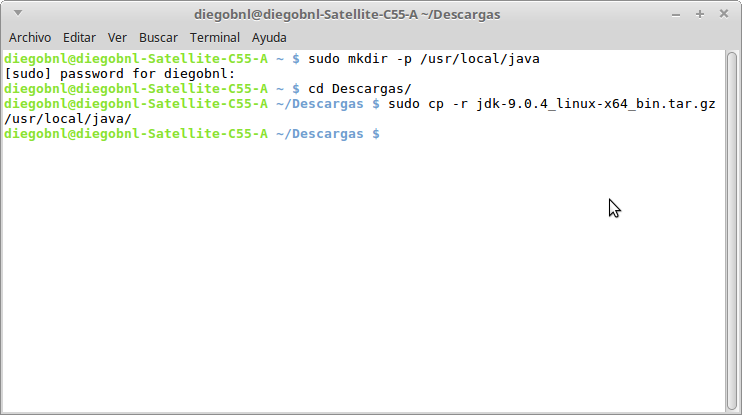 diegobnl@diegobnl-Satellite-C55-A ~/Descargas
Archivo Editar Ver Buscar Terminal Ayuda
diegobnl@diegobnl-Satellite-C55-A ~ $ sudo mkdir -p /usr/local/java
[sudo] password for diegobnl:
diegobnl@diegobnl-Satellite-C55-A ~ $ cd Descargas/
diegobnl@diegobnl-Satellite-C55-A ~/Descargas $ sudo cp -r jdk-9.0.4_linux-x64_bin.tar.gz
/usr/local/java/
diegobnl@diegobnl-Satellite-C55-A ~/Descargas $